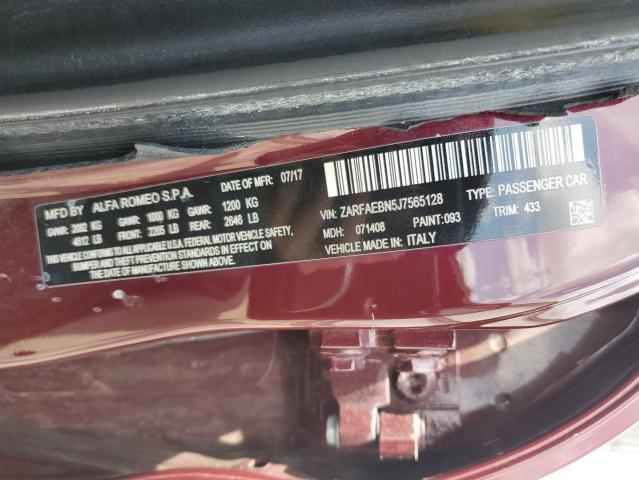 MFD BY: ALFA ROMEO S.P.A. DATE OF MFR: 07/17
GVWR: 2092 KG GAWR: 1000 KG GAWR: 1200 KG
4612 LB FRONT: 2205 LB REAR: 2646 LB
THIS VEHICLE CONFORMS TO ALL APPLICABLE U.S.A. FEDERAL MOTOR VEHICLE SAFETY,
BUMPER AND THEFT PREVENTION STANDARDS IN EFFECT ON
THE DATE OF MANUFACTURE SHOWN ABOVE.
VIN: ZARFAEBN5J7565128 TYPE: PASSENGER CAR
MDH: 071408 PAINT: 093 TRIM: 433
VEHICLE MADE IN: ITALY